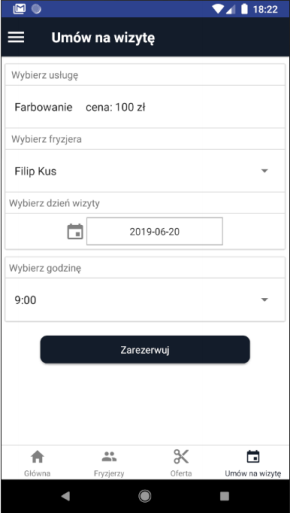 18:22
Umów na wizytę
Wybierz usługę
Farbowanie cena: 100 zł
Wybierz fryzjera
Filip Kus
Wybierz dzień wizyty
2019-06-20
Wybierz godzinę
9:00
Zarezerwuj
Główna Fryzjerzy Oferta Umów na wizytę